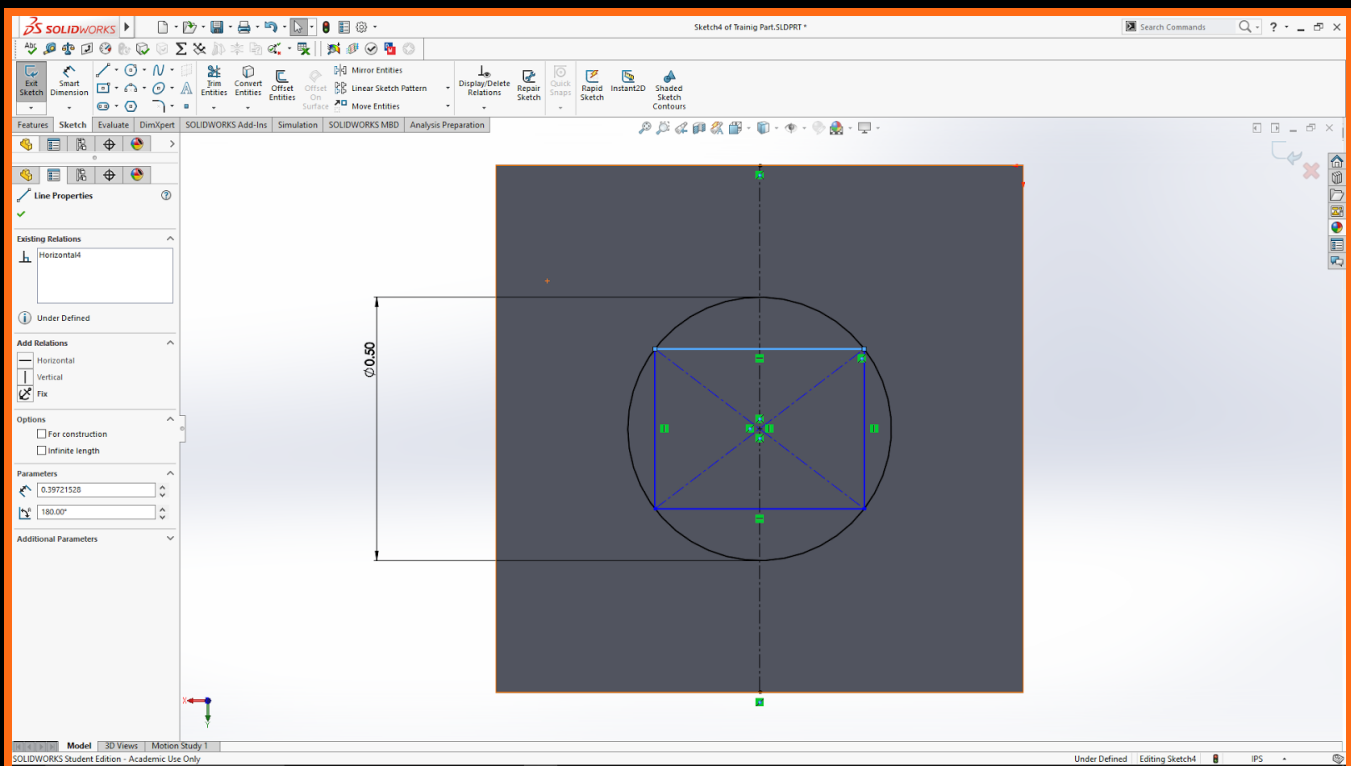 SOLIDWORKS
Sketch4 of Trainig Part.SLDPRT *
Search Commands
?
Exit Sketch
Smart Dimension
Trim Entities
Convert Entities
Offset Entities
Offset On Surface
Mirror Entities
Linear Sketch Pattern
Move Entities
Display/Delete Relations
Repair Sketch
Quick Snaps
Rapid Sketch
Instant2D
Shaded Sketch Contours
Features Sketch Evaluate DimXpert SOLIDWORKS Add-Ins Simulation SOLIDWORKS MBD Analysis Preparation
Line Properties
Existing Relations
Horizontal4
Under Defined
Add Relations
Horizontal
Vertical
Fix
Options
For construction
Infinite length
Parameters
0.39721528
180.00°
Additional Parameters
∅0.50
X
Y
Model 3D Views Motion Study 1
SOLIDWORKS Student Edition - Academic Use Only
Under Defined Editing Sketch4 IPS